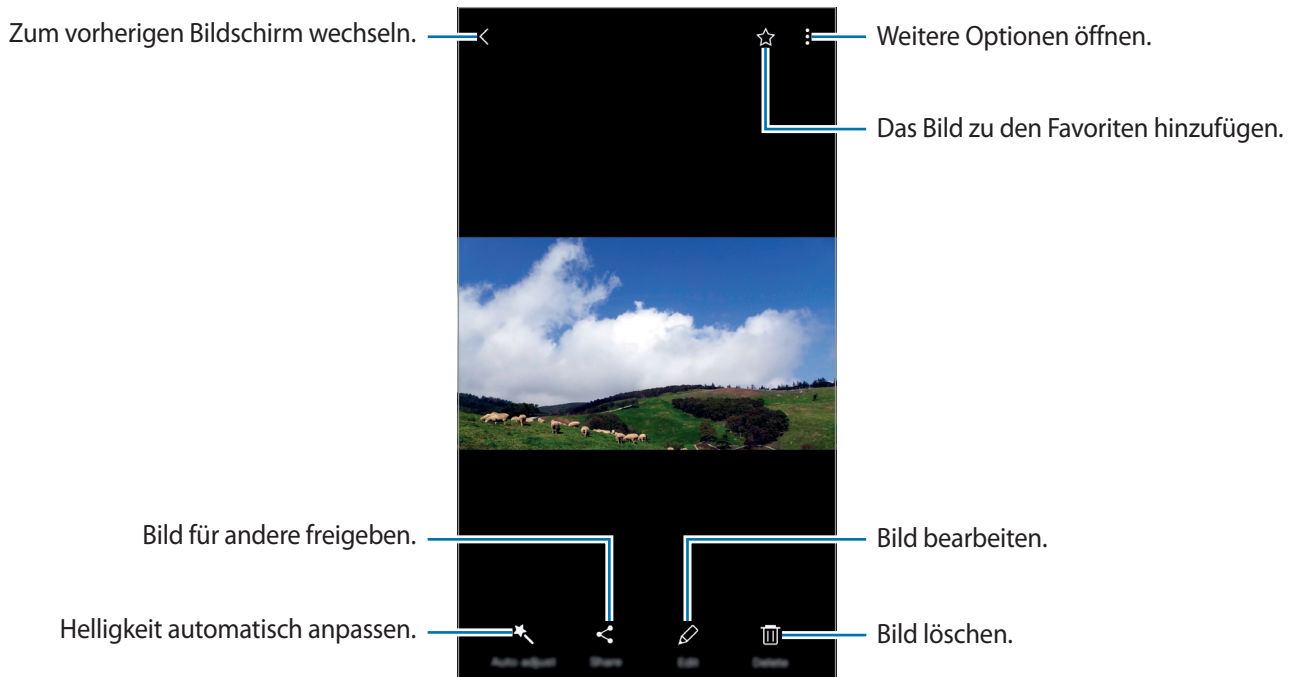 Zum vorherigen Bildschirm wechseln.
Weitere Optionen öffnen.
Das Bild zu den Favoriten hinzufügen.
Bild für andere freigeben.
Bild bearbeiten.
Helligkeit automatisch anpassen.
Bild löschen.
Auto adjust
Share
Edit
Delete